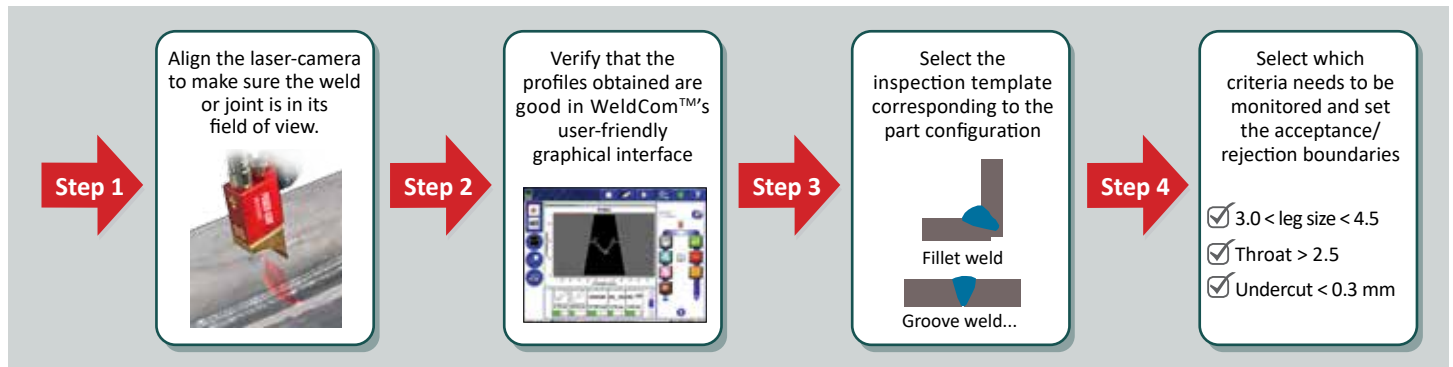 Step 1
Align the laser-camera
to make sure the weld
or joint is in its
field of view.
Step 2
Verify that the
profiles obtained are
good in WeldCom™'s
user-friendly
graphical interface
Step 3
Select the
inspection template
corresponding to the
part configuration
Fillet weld
Groove weld...
Step 4
Select which
criteria needs to be
monitored and set
the acceptance/
rejection boundaries
3.0 < leg size < 4.5
Throat > 2.5
Undercut < 0.3 mm